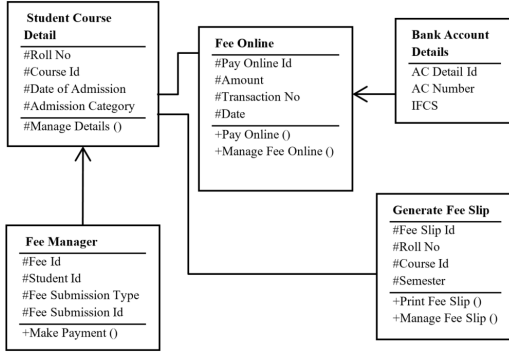 Student Course
Detail
#Roll No
#Course Id
#Date of Admission
#Admission Category
#Manage Details ()
Fee Online
#Pay Online Id
#Amount
#Transaction No
#Date
+Pay Online ()
+Manage Fee Online ()
Bank Account
Details
AC Detail Id
AC Number
IFCS
Fee Manager
#Fee Id
#Student Id
#Fee Submission Type
#Fee Submission Id
+Make Payment ()
Generate Fee Slip
#Fee Slip Id
#Roll No
#Course Id
#Semester
+Print Fee Slip ()
+Manage Fee Slip ()